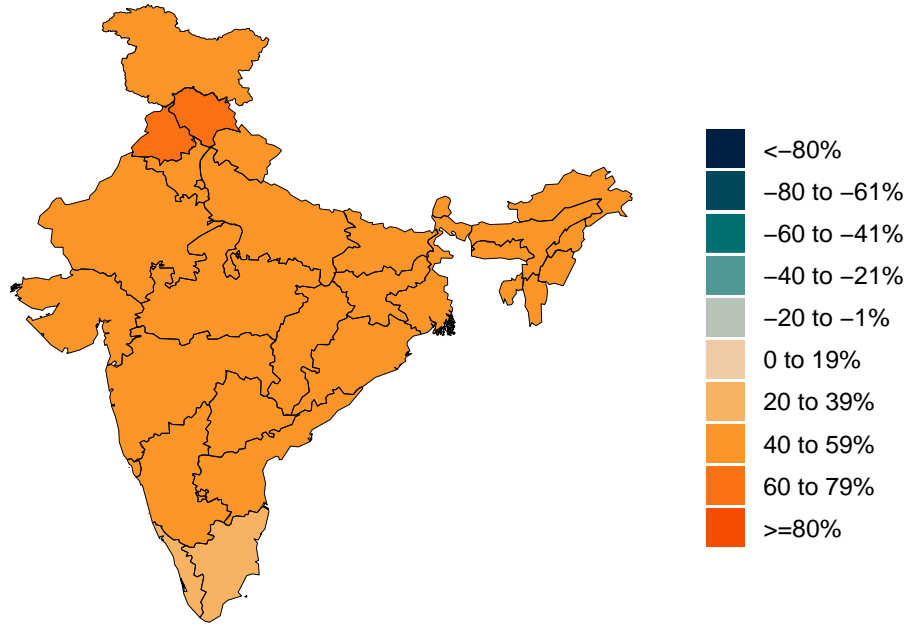 <−80%
−80 to −61%
−60 to −41%
−40 to −21%
−20 to −1%
0 to 19%
20 to 39%
40 to 59%
60 to 79%
>=80%